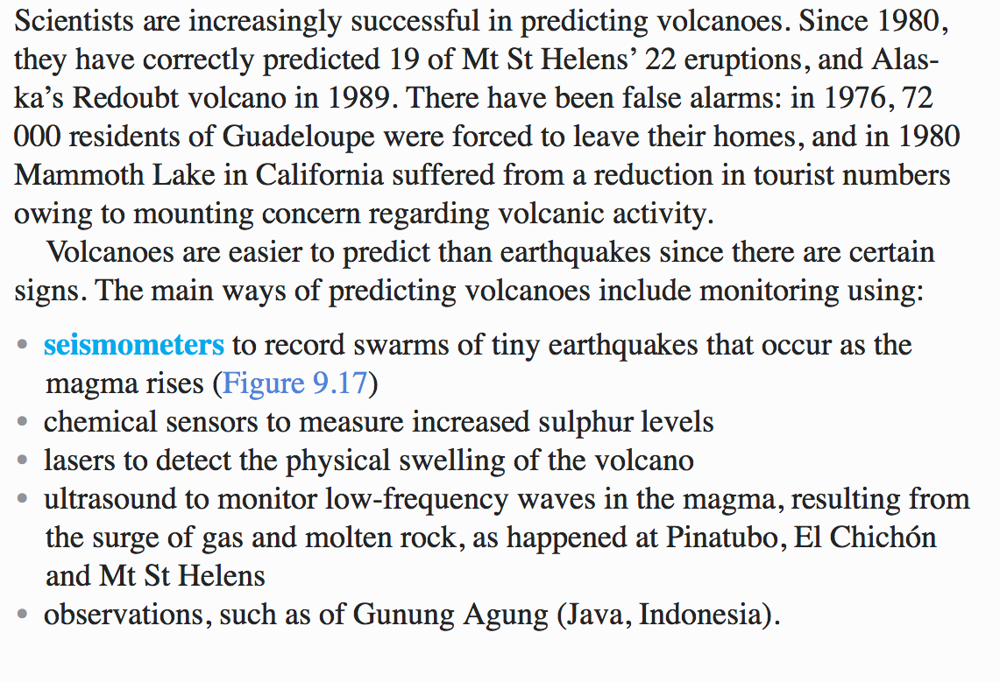 Scientists are increasingly successful in predicting volcanoes. Since 1980,
they have correctly predicted 19 of Mt St Helens’ 22 eruptions, and Alas-
ka’s Redoubt volcano in 1989. There have been false alarms: in 1976, 72
000 residents of Guadeloupe were forced to leave their homes, and in 1980
Mammoth Lake in California suffered from a reduction in tourist numbers
owing to mounting concern regarding volcanic activity.
Volcanoes are easier to predict than earthquakes since there are certain
signs. The main ways of predicting volcanoes include monitoring using:
• seismometers to record swarms of tiny earthquakes that occur as the
magma rises (Figure 9.17)
• chemical sensors to measure increased sulphur levels
• lasers to detect the physical swelling of the volcano
• ultrasound to monitor low-frequency waves in the magma, resulting from
the surge of gas and molten rock, as happened at Pinatubo, El Chichón
and Mt St Helens
• observations, such as of Gunung Agung (Java, Indonesia).